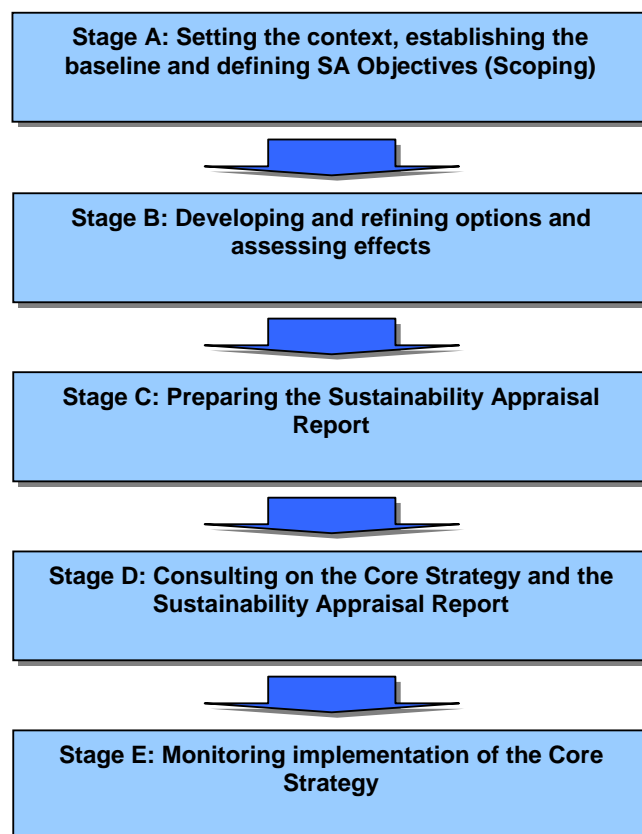 Stage A: Setting the context, establishing the
baseline and defining SA Objectives (Scoping)
Stage B: Developing and refining options and
assessing effects
Stage C: Preparing the Sustainability Appraisal
Report
Stage D: Consulting on the Core Strategy and the
Sustainability Appraisal Report
Stage E: Monitoring implementation of the Core
Strategy